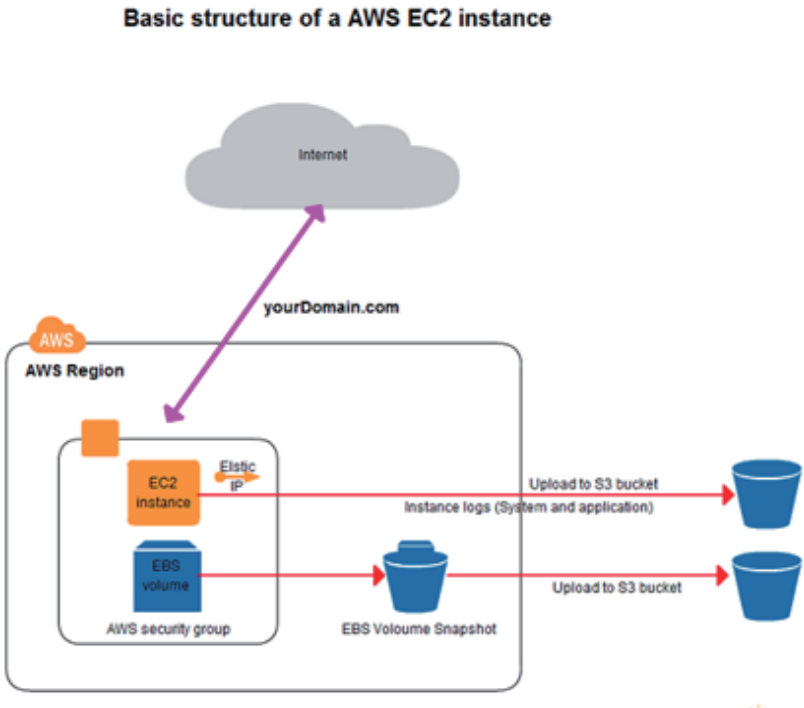 Basic structure of a AWS EC2 instance
Internet
yourDomain.com
AWS
AWS Region
EC2
instance
Elstic
IP
Upload to S3 bucket
Instance logs (System and application)
EBS
volume
Upload to S3 bucket
AWS security group
EBS Voloume Snapshot